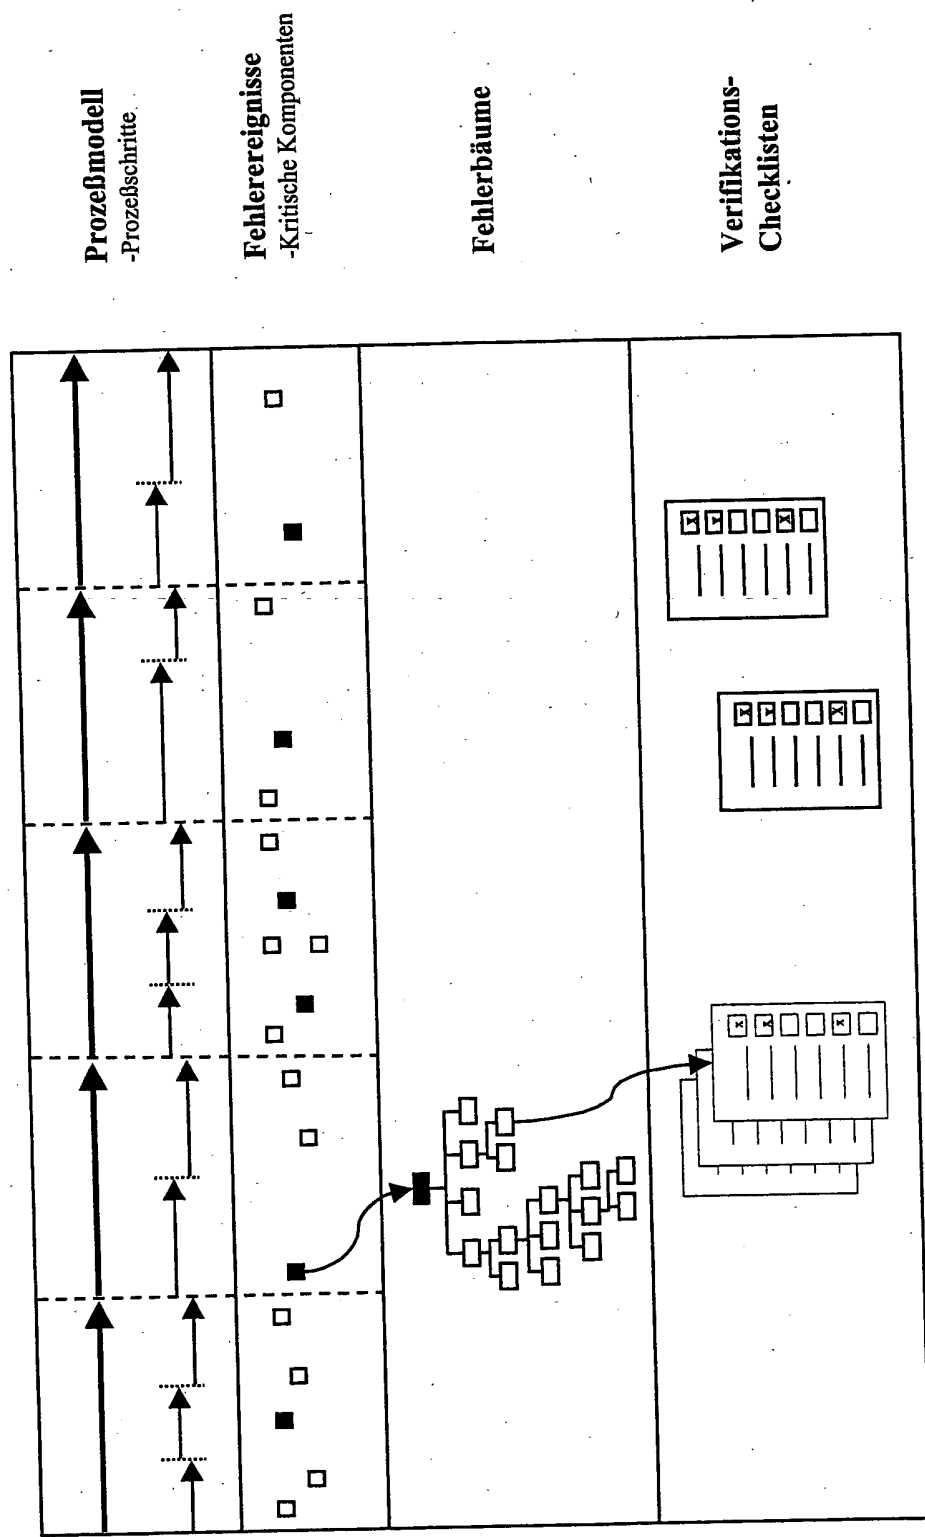 Prozeßmodell
-Prozeßschritte
Fehlerereignisse
-Kritische Komponenten
Fehlerbäume
Verifikations-
Checklisten